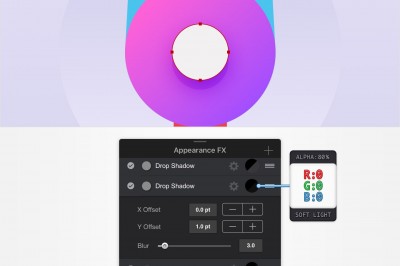 Appearance FX
Drop Shadow
Drop Shadow
X Offset 0.0 pt
Y Offset 1.0 pt
Blur 3.0
ALPHA:80%
R:0
G:0
B:0
SOFT LIGHT